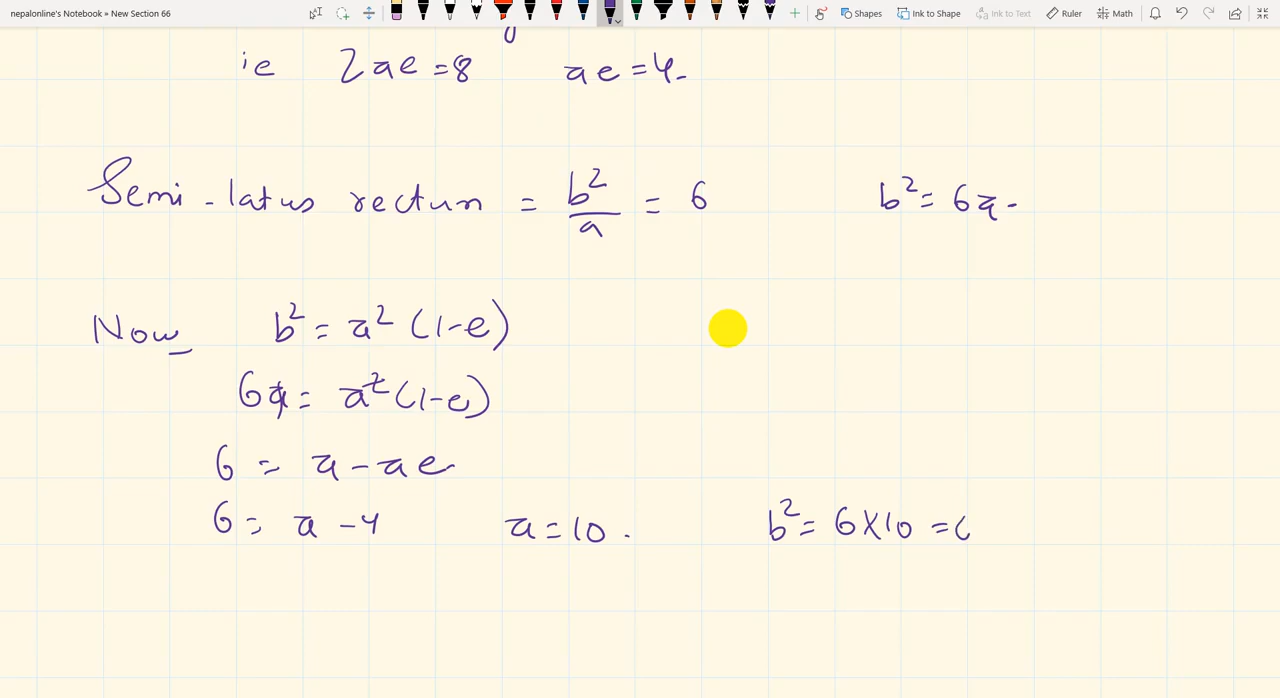 nepalonline's Notebook » New Section 66
Shapes Ink to Shape Ink to Text Ruler Math
ie 2ae = 8 ae = 4.
Semi-latus rectum = b²/a = 6 b² = 6a.
Now b² = a² (1-e)
6a = a² (1-e)
6 = a - ae
6 = a - 4 a = 10. b² = 6 X 10 =